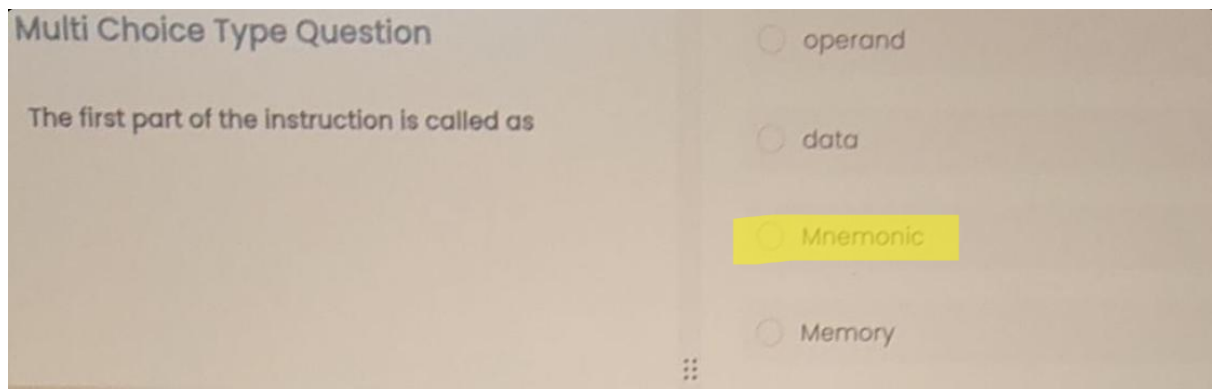 Multi Choice Type Question
The first part of the instruction is called as
operand
data
Mnemonic
Memory